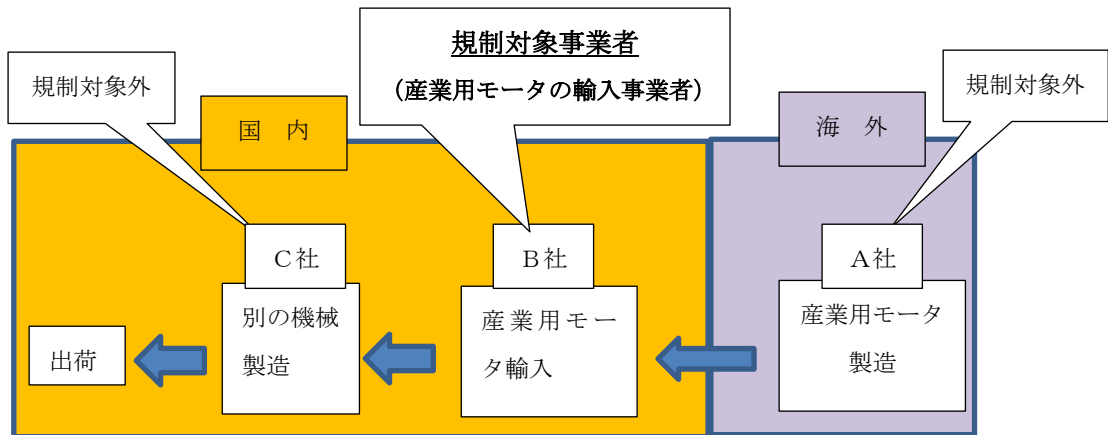 規制対象事業者
（産業用モータの輸入事業者）
規制対象外
規制対象外
国　内
海　外
Ｃ社
Ｂ社
Ａ社
別の機械
製造
産業用モー
タ輸入
産業用モータ
製造
出荷